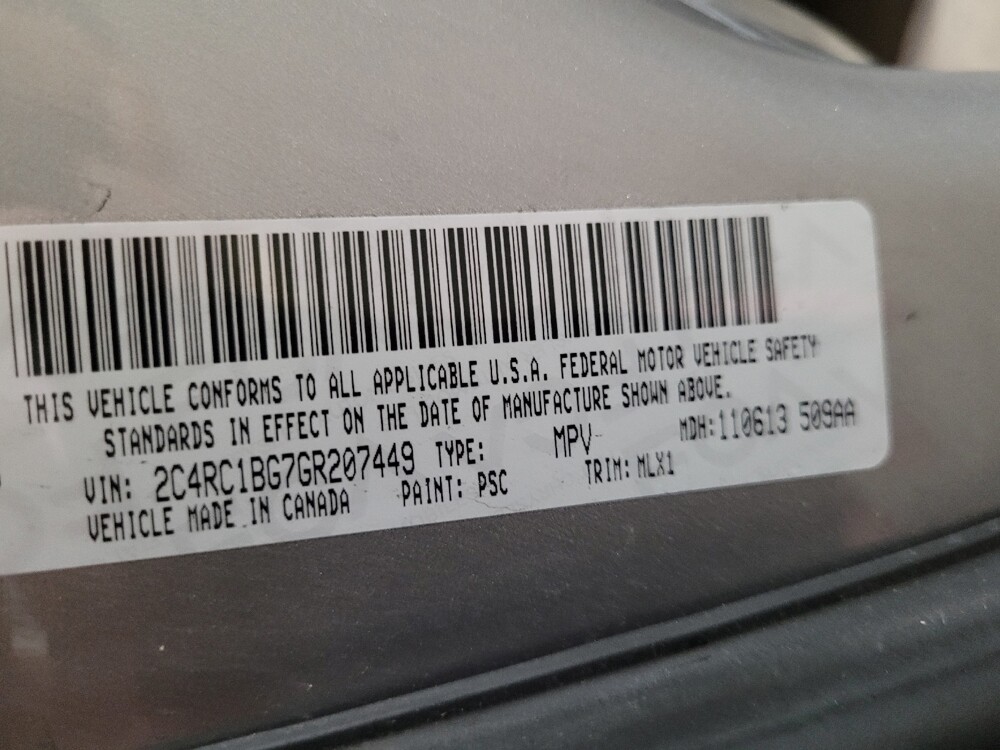 THIS VEHICLE CONFORMS TO ALL APPLICABLE U.S.A. FEDERAL MOTOR VEHICLE SAFETY
STANDARDS IN EFFECT ON THE DATE OF MANUFACTURE SHOWN ABOVE.
VIN: 2C4RC1BG7GR207449 TYPE: MPV MDH:110613 509AA
VEHICLE MADE IN CANADA PAINT: PSC TRIM: MLX1